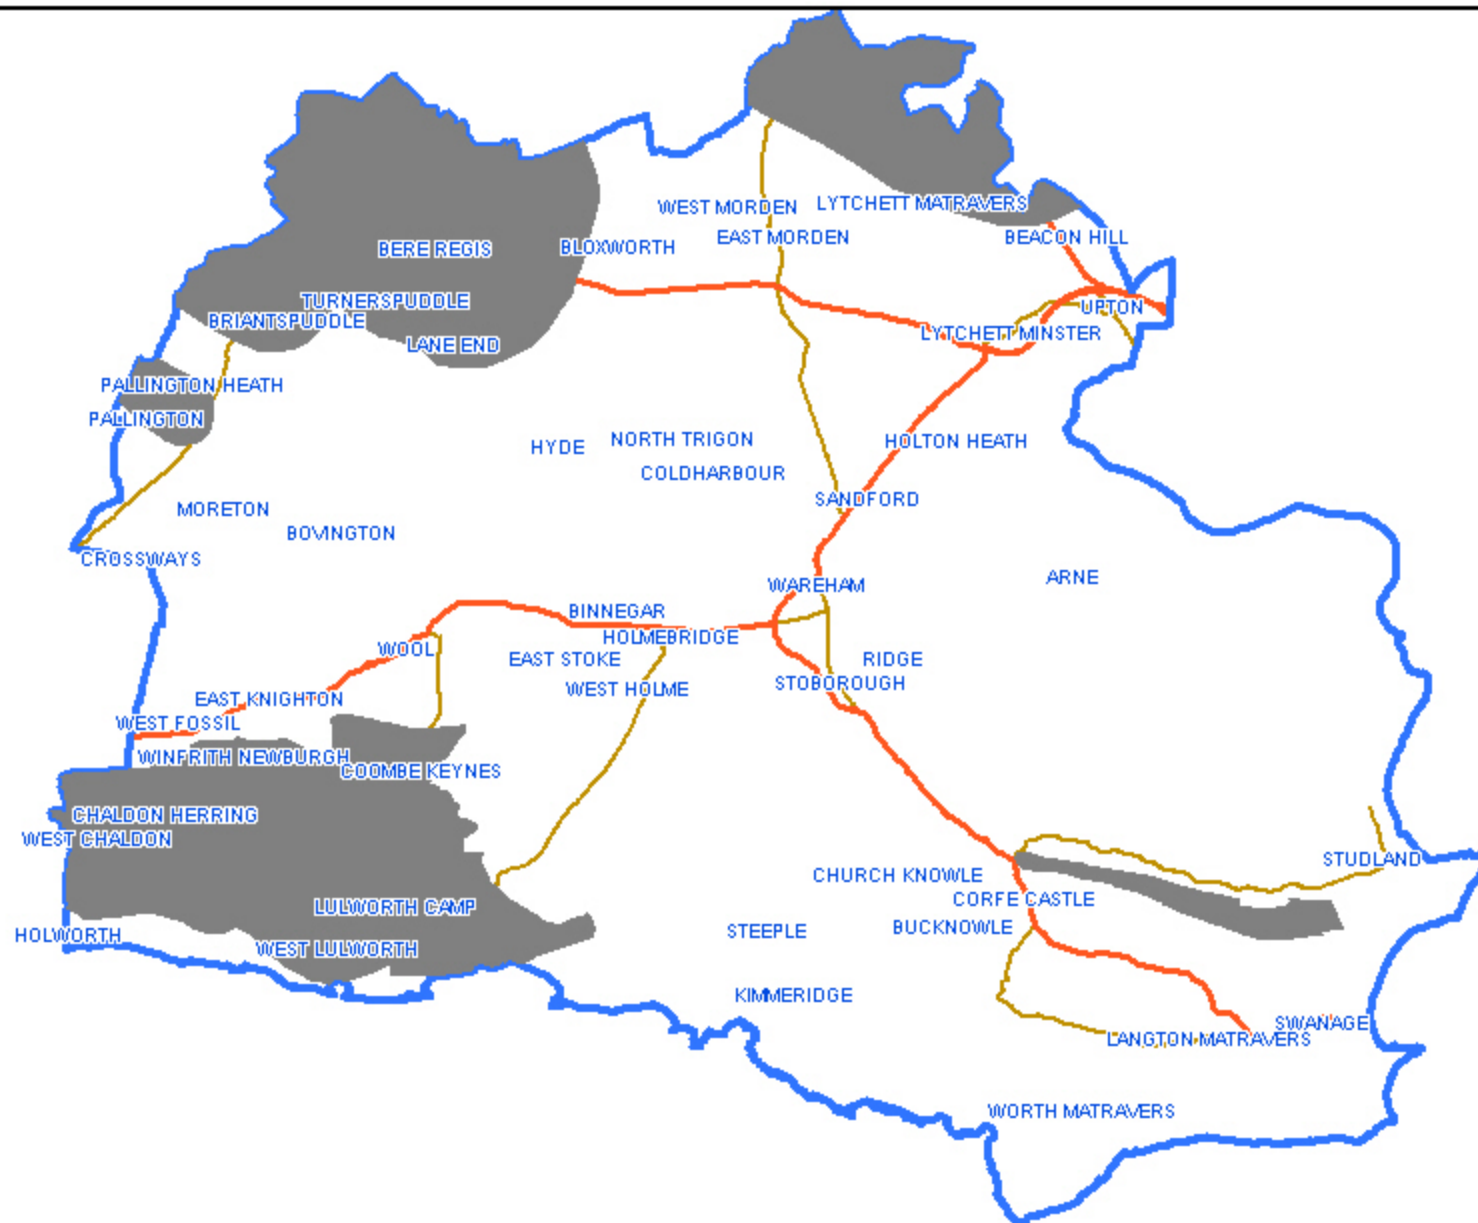 WEST MORDEN
LYTCHETT MATRAVERS
EAST MORDEN
BEACON HILL
BERE REGIS
BLOXWORTH
TURNERSPUDDLE
UPTON
BRIANTSPUDDLE
LYTCHETT MINSTER
LANE END
PALLINGTON HEATH
PALLINGTON
HYDE
NORTH TRIGON
HOLTON HEATH
COLDHARBOUR
SANDFORD
MORETON
BOVINGTON
CROSSWAYS
ARNE
WAREHAM
BINNEGAR
HOLMEBRIDGE
WOOL
EAST STOKE
RIDGE
WEST HOLME
STOBOROUGH
EAST KNIGHTON
WEST FOSSIL
WINFRITH NEWBURGH
COOMBE KEYNES
CHALDON HERRING
WEST CHALDON
STUDLAND
CHURCH KNOWLE
CORFE CASTLE
LULWORTH CAMP
BUCKNOWLE
STEEPLE
HOLWORTH
WEST LULWORTH
KIMMERIDGE
SWANAGE
LANGTON MATRAVERS
WORTH MATRAVERS